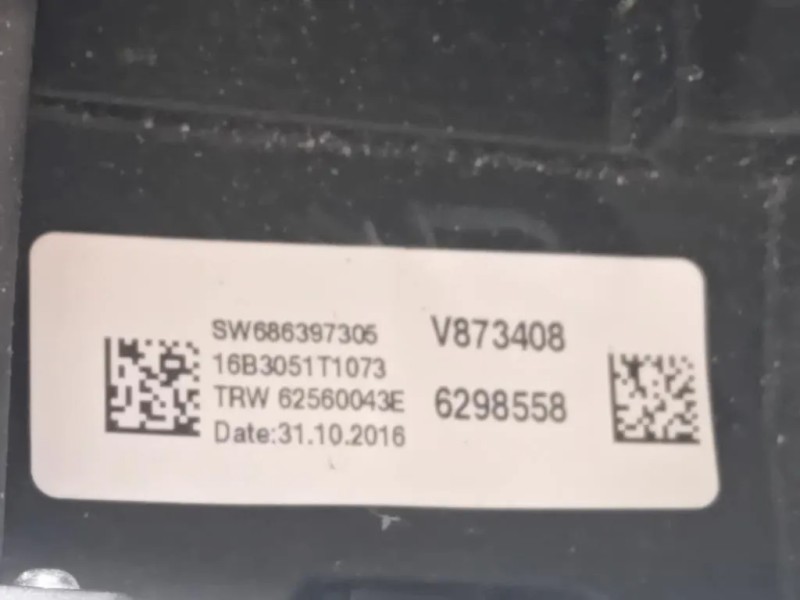 SW686397305
16B3051T1073
TRW 62560043E
Date:31.10.2016
V873408
6298558